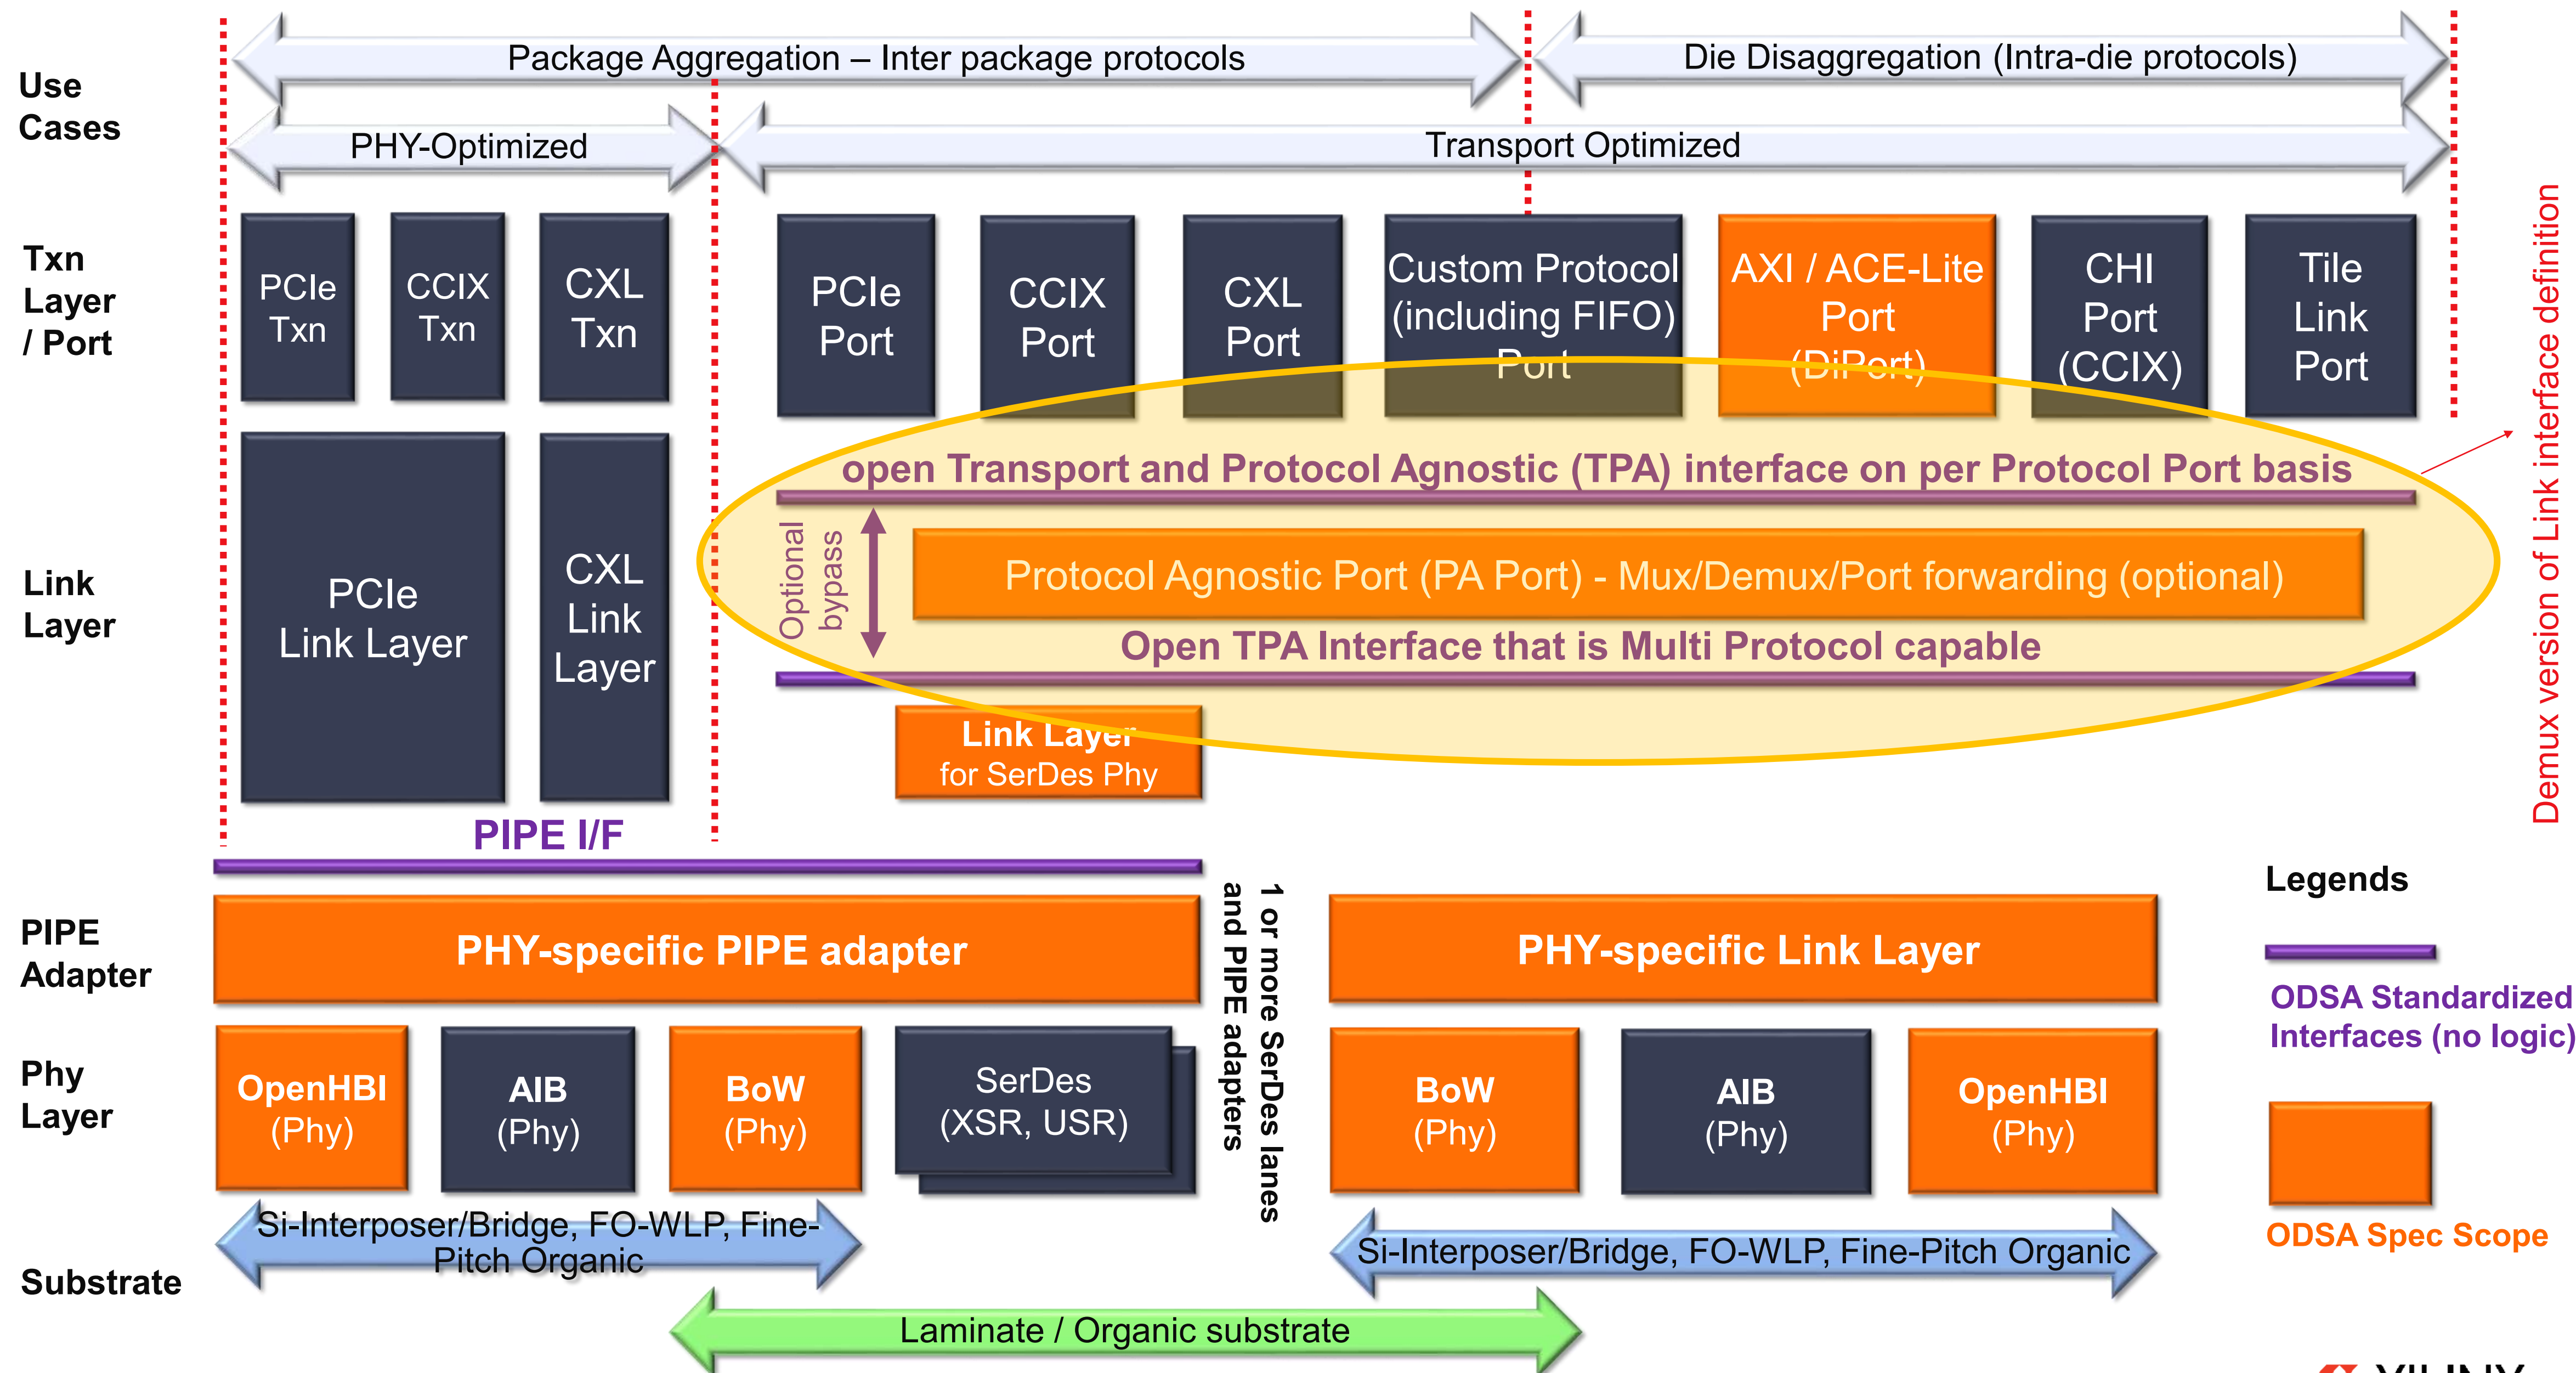 Use
Cases
Package Aggregation – Inter package protocols
Die Disaggregation (Intra-die protocols)
PHY-Optimized
Transport Optimized
Txn
Layer
/ Port
PCIe
Txn
CCIX
Txn
CXL
Txn
PCIe
Port
CCIX
Port
CXL
Port
Custom Protocol
(including FIFO)
Port
AXI / ACE-Lite
Port
(DiPort)
CHI
Port
(CCIX)
Tile
Link
Port
Demux version of Link interface definition
Link
Layer
PCIe
Link Layer
CXL
Link
Layer
open Transport and Protocol Agnostic (TPA) interface on per Protocol Port basis
Optional
bypass
Protocol Agnostic Port (PA Port) - Mux/Demux/Port forwarding (optional)
Open TPA Interface that is Multi Protocol capable
Link Layer
for SerDes Phy
PIPE I/F
PIPE
Adapter
PHY-specific PIPE adapter
1 or more SerDes lanes
and PIPE adapters
PHY-specific Link Layer
Legends
ODSA Standardized
Interfaces (no logic)
ODSA Spec Scope
Phy
Layer
OpenHBI
(Phy)
AIB
(Phy)
BoW
(Phy)
SerDes
(XSR, USR)
BoW
(Phy)
AIB
(Phy)
OpenHBI
(Phy)
Substrate
Si-Interposer/Bridge, FO-WLP, Fine-
Pitch Organic
Si-Interposer/Bridge, FO-WLP, Fine-Pitch Organic
Laminate / Organic substrate
XILINX